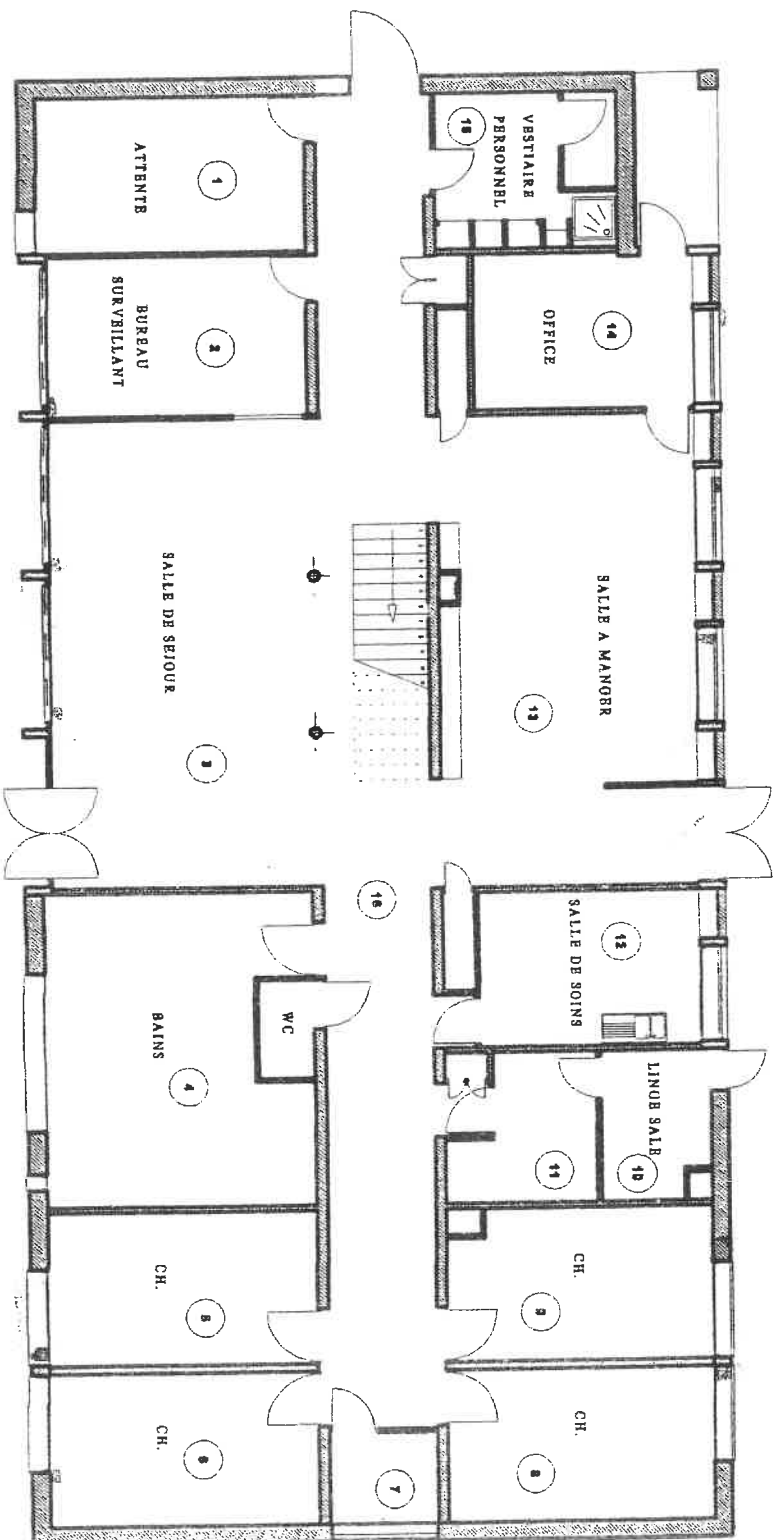 VESTIAIRE
PERSONNEL
15
ATTENTE
1
BUREAU
SURVEILLANT
2
OFFICE
14
SALLE DE SEJOUR
3
SALLE A MANGER
13
16
SALLE DE SOINS
12
WC
BAINS
4
LINGE SALE
10
11
CH.
5
CH.
9
CH.
6
CH.
8
7